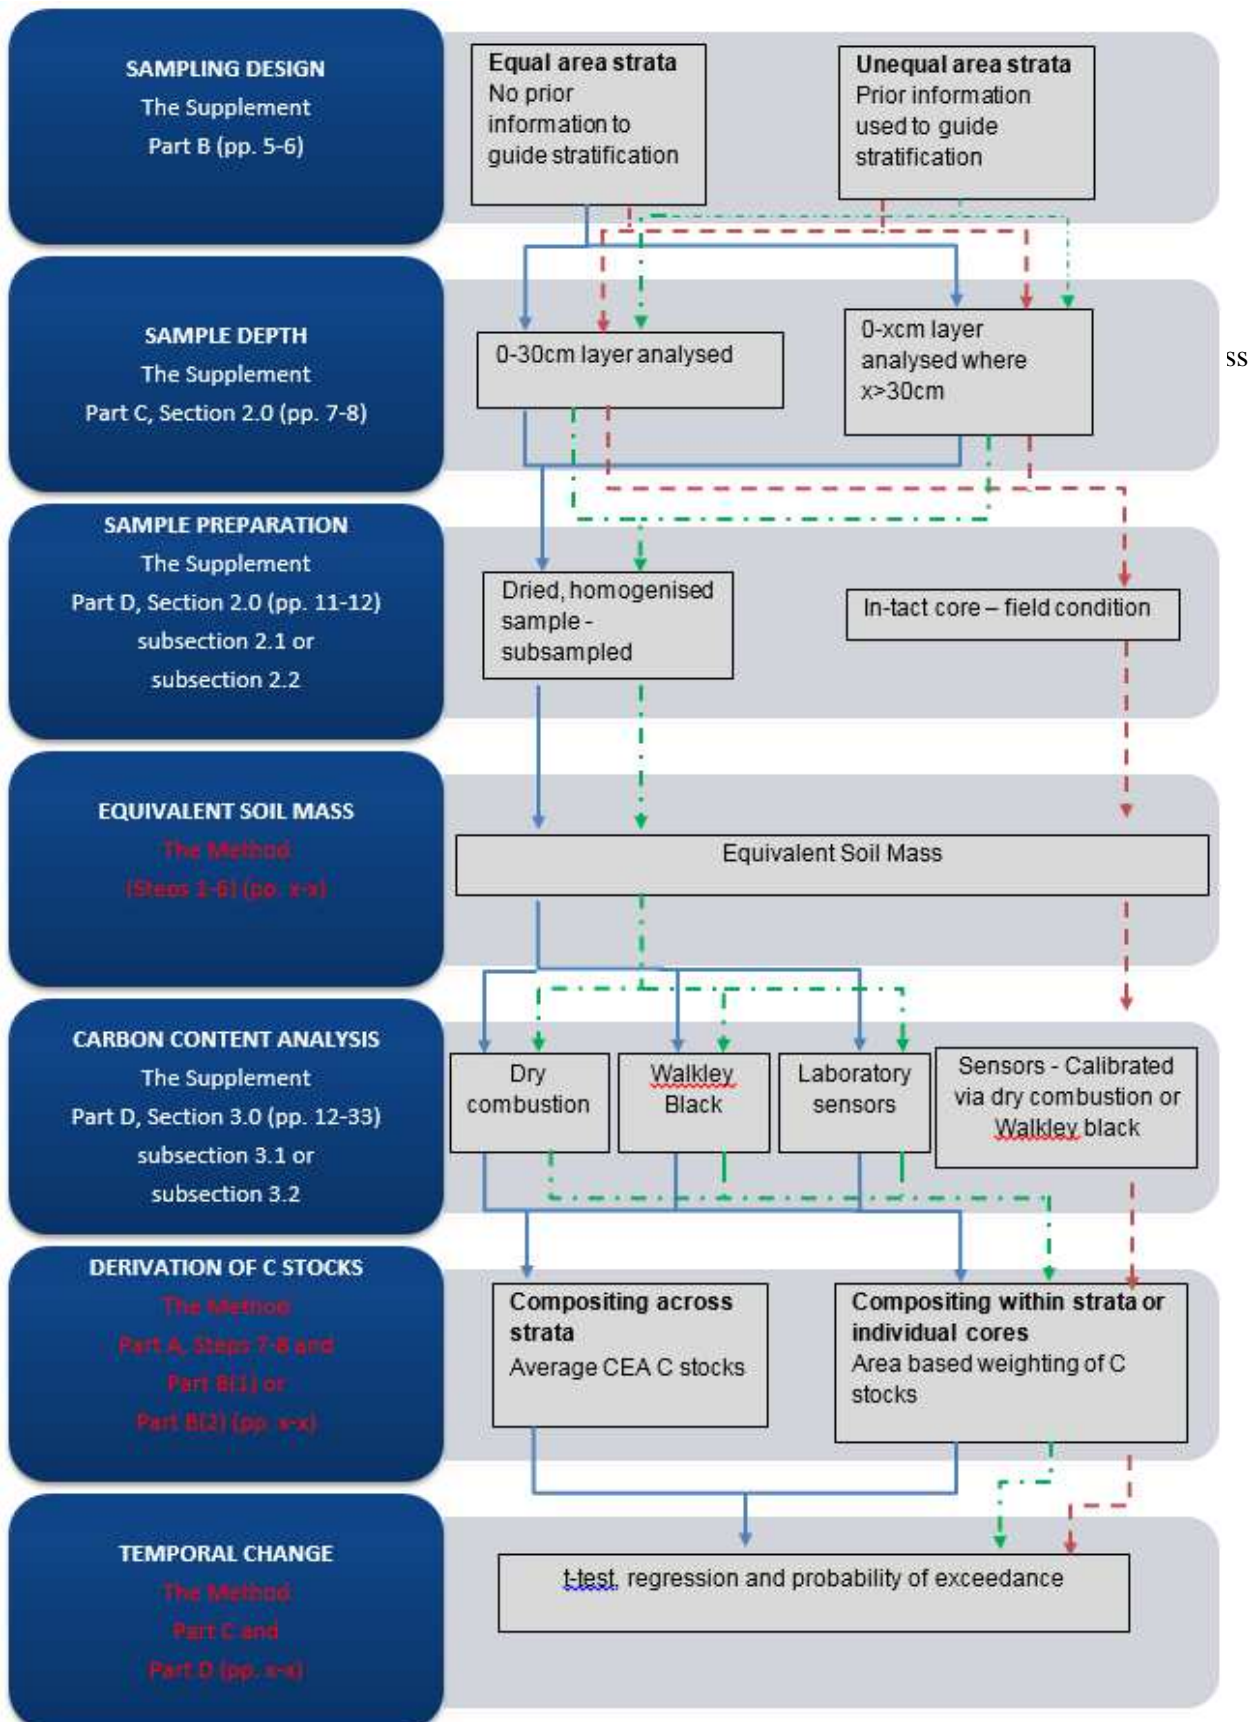 SAMPLING DESIGN
The Supplement
Part B (pp. 5-6)
Equal area strata
No prior
information to
guide stratification
Unequal area strata
Prior information
used to guide
stratification
SAMPLE DEPTH
The Supplement
Part C, Section 2.0 (pp. 7-8)
0-30cm layer analysed
0-xcm layer
analysed where
x>30cm
ss
SAMPLE PREPARATION
The Supplement
Part D, Section 2.0 (pp. 11-12)
subsection 2.1 or
subsection 2.2
Dried, homogenised
sample -
subsampled
In-tact core – field condition
EQUIVALENT SOIL MASS
The Method
(Steps 1-6) (pp. x-x)
Equivalent Soil Mass
CARBON CONTENT ANALYSIS
The Supplement
Part D, Section 3.0 (pp. 12-33)
subsection 3.1 or
subsection 3.2
Dry
combustion
Walkley
Black
Laboratory
sensors
Sensors - Calibrated
via dry combustion or
Walkley black
DERIVATION OF C STOCKS
The Method
Part A, Steps 7-8 and
Part B(1) or
Part B(2) (pp. x-x)
Compositing across
strata
Average CEA C stocks
Compositing within strata or
individual cores
Area based weighting of C
stocks
TEMPORAL CHANGE
The Method
Part C and
Part D (pp. x-x)
t-test, regression and probability of exceedance